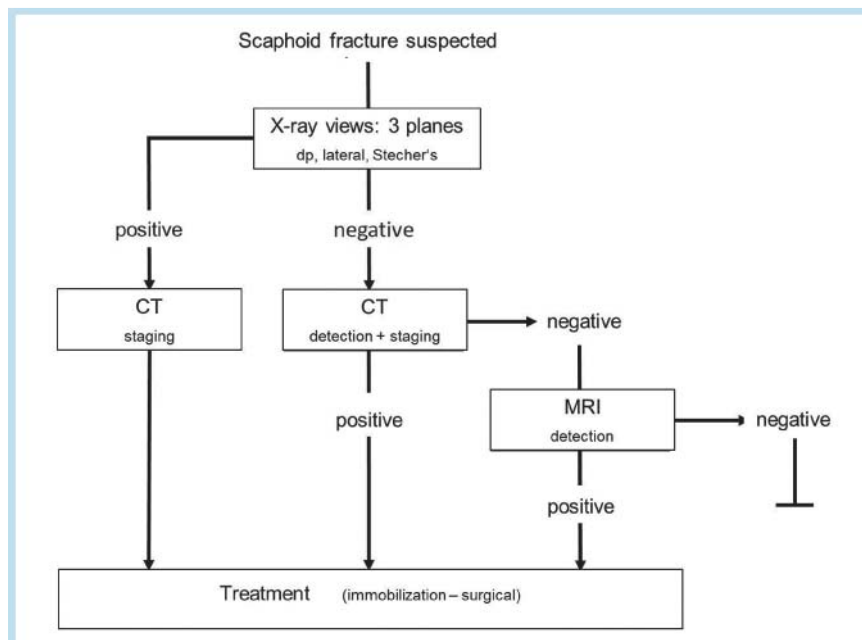 Scaphoid fracture suspected
X-ray views: 3 planes
dp, lateral, Stecher's
positive
negative
CT
staging
CT
detection + staging
negative
positive
MRI
detection
negative
positive
Treatment (immobilization – surgical)